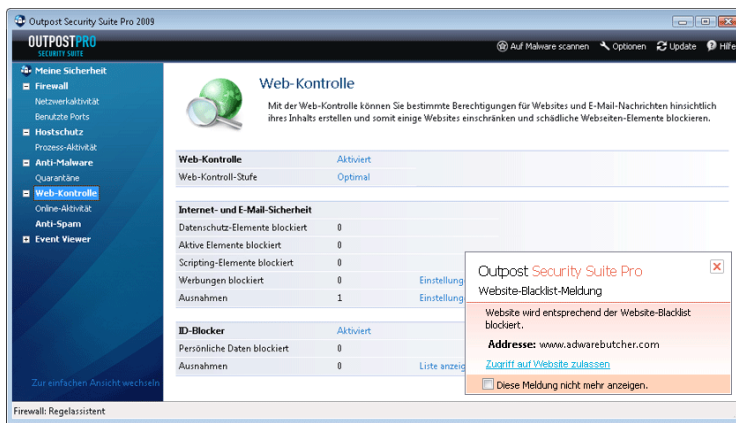 Outpost Security Suite Pro 2009
OUTPOSTPRO
SECURITY SUITE
Auf Malware scannen
Optionen
Update
Hilfe
Meine Sicherheit
Firewall
Netzwerkaktivität
Benutzte Ports
Hostschutz
Prozess-Aktivität
Anti-Malware
Quarantäne
Web-Kontrolle
Online-Aktivität
Anti-Spam
Event Viewer
Zur einfachen Ansicht wechseln
Web-Kontrolle
Mit der Web-Kontrolle können Sie bestimmte Berechtigungen für Websites und E-Mail-Nachrichten hinsichtlich
ihres Inhalts erstellen und somit einige Websites einschränken und schädliche Webseiten-Elemente blockieren.
Web-Kontrolle Aktiviert
Web-Kontroll-Stufe Optimal
Internet- und E-Mail-Sicherheit
Datenschutz-Elemente blockiert 0
Aktive Elemente blockiert 0
Scripting-Elemente blockiert 0
Werbungen blockiert 0 Einstellung
Ausnahmen 1 Einstellung
ID-Blocker Aktiviert
Persönliche Daten blockiert 0
Ausnahmen 0 Liste anzeig
Outpost Security Suite Pro
Website-Blacklist-Meldung
Website wird entsprechend der Website-Blacklist
blockiert.
Addresse: www.adwarebutcher.com
Zugriff auf Website zulassen
Diese Meldung nicht mehr anzeigen.
Firewall: Regelassistent